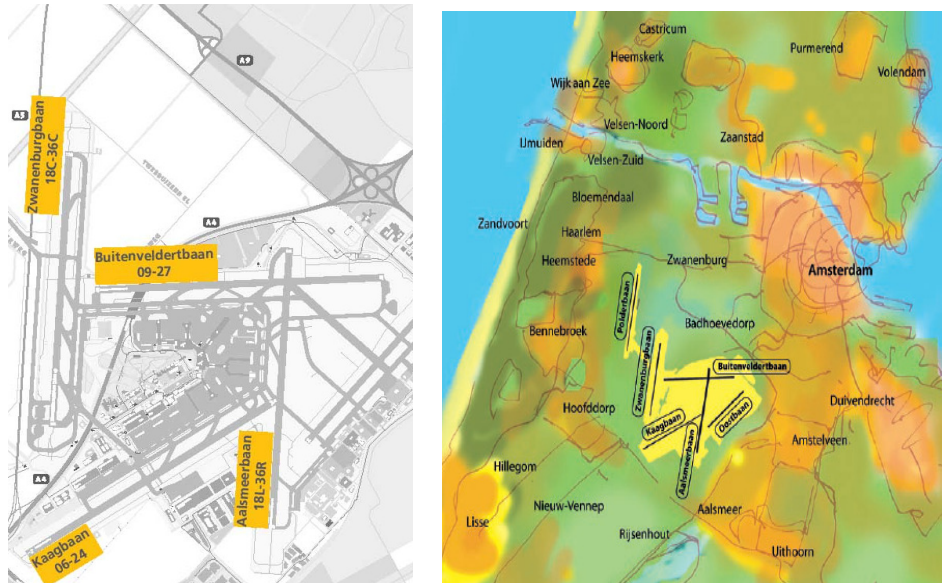 A9
A5
Zwanenburgbaan
18C-36C
A4
Buitenveldertbaan
09-27
Aalsmeerbaan
18L-36R
A4
Kaagbaan
06-24
Castricum
Heemskerk
Purmerend
Volendam
Wijk aan Zee
Velsen-Noord
Zaanstad
IJmuiden
Velsen-Zuid
Bloemendaal
Zandvoort
Haarlem
Heemstede
Zwanenburg
Amsterdam
Polderbaan
Bennebroek
Badhoevedorp
Zwanenburgbaan
Buitenveldertbaan
Hoofddorp
Kaagbaan
Oostbaan
Duivendrecht
Aalsmeerbaan
Amstelveen
Hillegom
Nieuw-Vennep
Aalsmeer
Lisse
Rijsenhout
Uithoorn